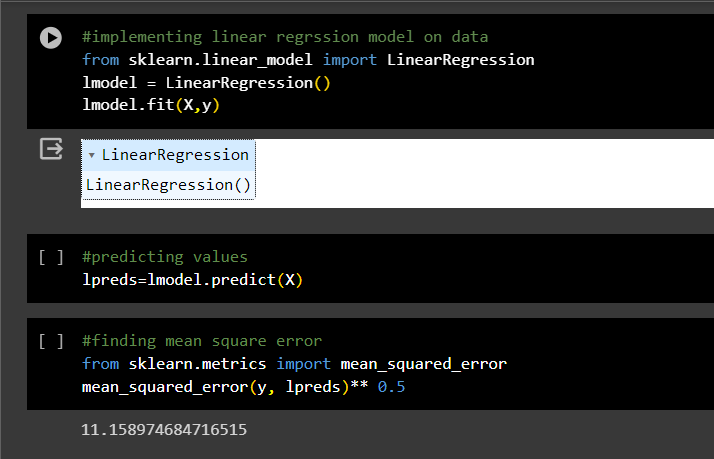 #implementing linear regrssion model on data
from sklearn.linear_model import LinearRegression
lmodel = LinearRegression()
lmodel.fit(X,y)
▾ LinearRegression
LinearRegression()
[ ] #predicting values
lpreds=lmodel.predict(X)
[ ] #finding mean square error
from sklearn.metrics import mean_squared_error
mean_squared_error(y, lpreds)** 0.5
11.158974684716515